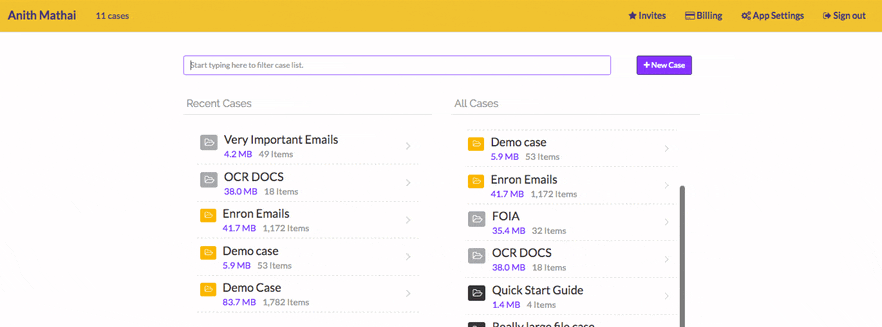 Anith Mathai 11 cases Invites Billing App Settings Sign out
Start typing here to filter case list. + New Case
Recent Cases
Very Important Emails
4.2 MB 49 Items
OCR DOCS
38.0 MB 18 Items
Enron Emails
41.7 MB 1,172 Items
Demo case
5.9 MB 53 Items
Demo Case
83.7 MB 1,782 Items
All Cases
Demo case
5.9 MB 53 Items
Enron Emails
41.7 MB 1,172 Items
FOIA
35.4 MB 32 Items
OCR DOCS
38.0 MB 18 Items
Quick Start Guide
1.4 MB 4 Items
Really large file case